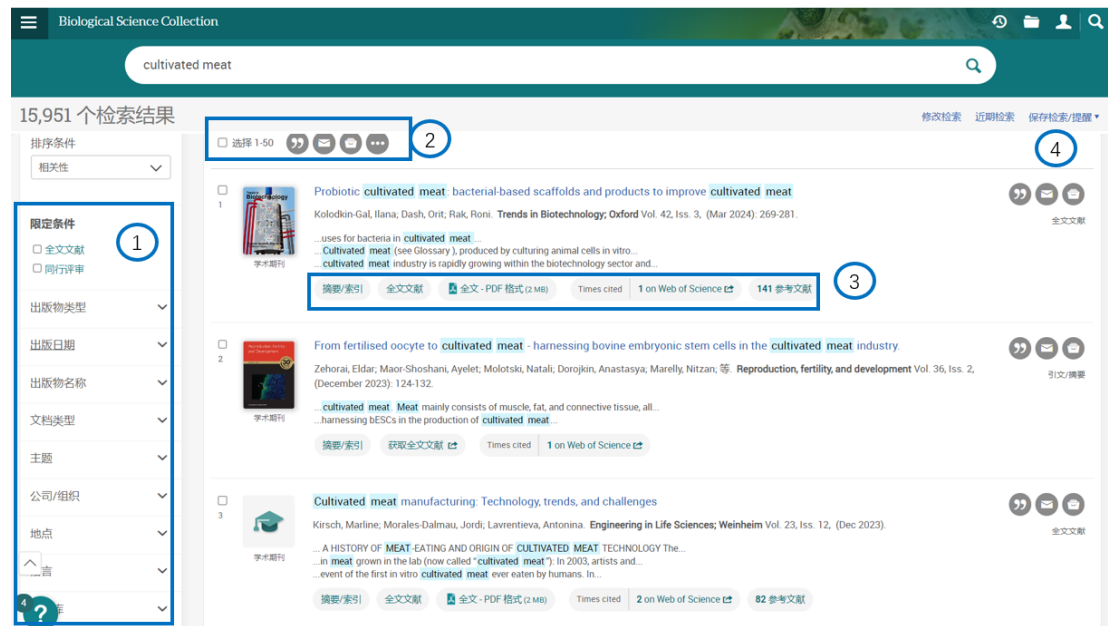 Biological Science Collection
cultivated meat
15,951 个检索结果
修改检索 近期检索 保存检索/提醒
排序条件
相关性
选择 1-50
2
4
限定条件
全文文献
同行评审
1
出版物类型
出版日期
出版物名称
文档类型
主题
公司/组织
地点
4
?
1
学术期刊
Probiotic cultivated meat: bacterial-based scaffolds and products to improve cultivated meat
Kolodkin-Gal, Ilana; Dash, Orit; Rak, Roni. Trends in Biotechnology; Oxford Vol. 42, Iss. 3, (Mar 2024): 269-281.
...uses for bacteria in cultivated meat...
...Cultivated meat (see Glossary ), produced by culturing animal cells in vitro...
...cultivated meat industry is rapidly growing within the biotechnology sector and...
摘要/索引 全文文献 全文 - PDF 格式 (2 MB) Times cited 1 on Web of Science 141 参考文献
3
全文文献
2
学术期刊
From fertilised oocyte to cultivated meat - harnessing bovine embryonic stem cells in the cultivated meat industry.
Zehorai, Eldar; Maor-Shoshani, Ayelet; Molotski, Natali; Dorojkin, Anastasya; Marelly, Nitzan; 等. Reproduction, fertility, and development Vol. 36, Iss. 2,
(December 2023): 124-132.
...cultivated meat. Meat mainly consists of muscle, fat, and connective tissue, all...
...harnessing bESCs in the production of cultivated meat...
摘要/索引 获取全文文献 Times cited 1 on Web of Science
引文/摘要
3
学术期刊
Cultivated meat manufacturing: Technology, trends, and challenges
Kirsch, Marline; Morales-Dalmau, Jordi; Lavrentieva, Antonina. Engineering in Life Sciences; Weinheim Vol. 23, Iss. 12, (Dec 2023).
... A HISTORY OF MEAT-EATING AND ORIGIN OF CULTIVATED MEAT TECHNOLOGY The...
...in meat grown in the lab (now called "cultivated meat"): In 2003, artists and...
...event of the first in vitro cultivated meat ever eaten by humans. In...
摘要/索引 全文文献 全文 - PDF 格式 (2 MB) Times cited 2 on Web of Science 82 参考文献
全文文献